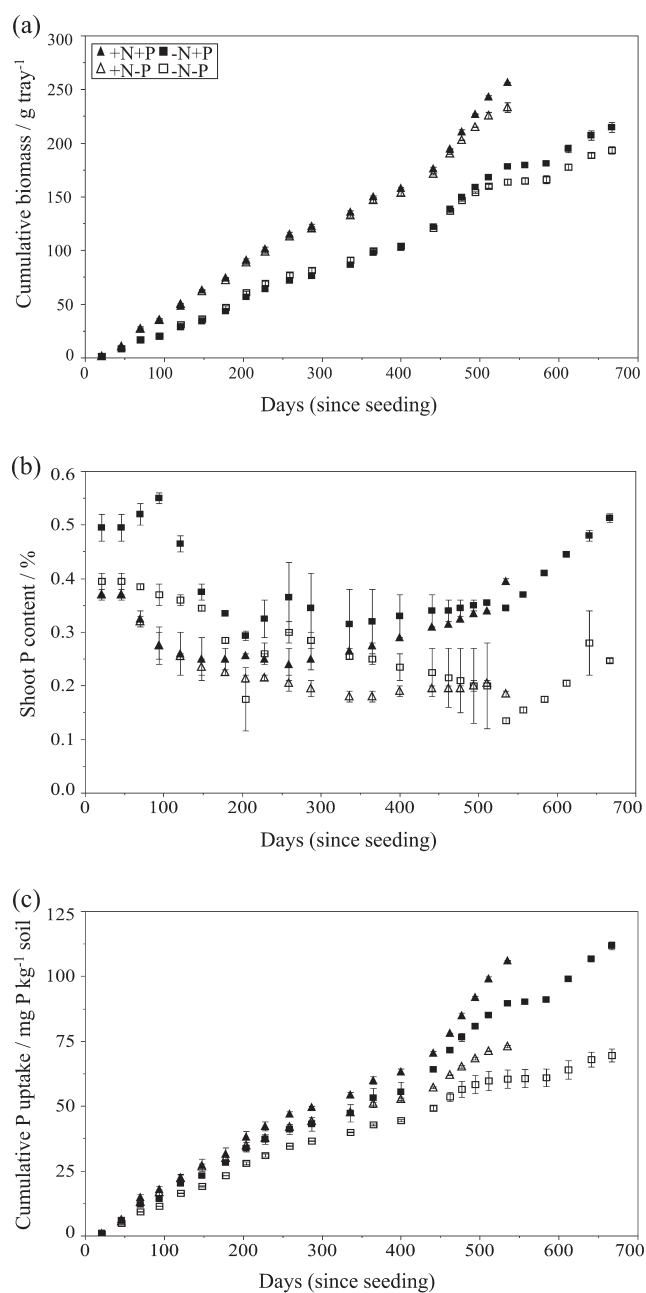 (a)
Cumulative biomass / g tray⁻¹
300
250
200
150
100
50
0
+N+P -N+P
+N-P -N-P
0 100 200 300 400 500 600 700
Days (since seeding)
(b)
Shoot P content / %
0.6
0.5
0.4
0.3
0.2
0.1
0.0
0 100 200 300 400 500 600 700
Days (since seeding)
(c)
Cumulative P uptake / mg P kg⁻¹ soil
125
100
75
50
25
0
0 100 200 300 400 500 600 700
Days (since seeding)